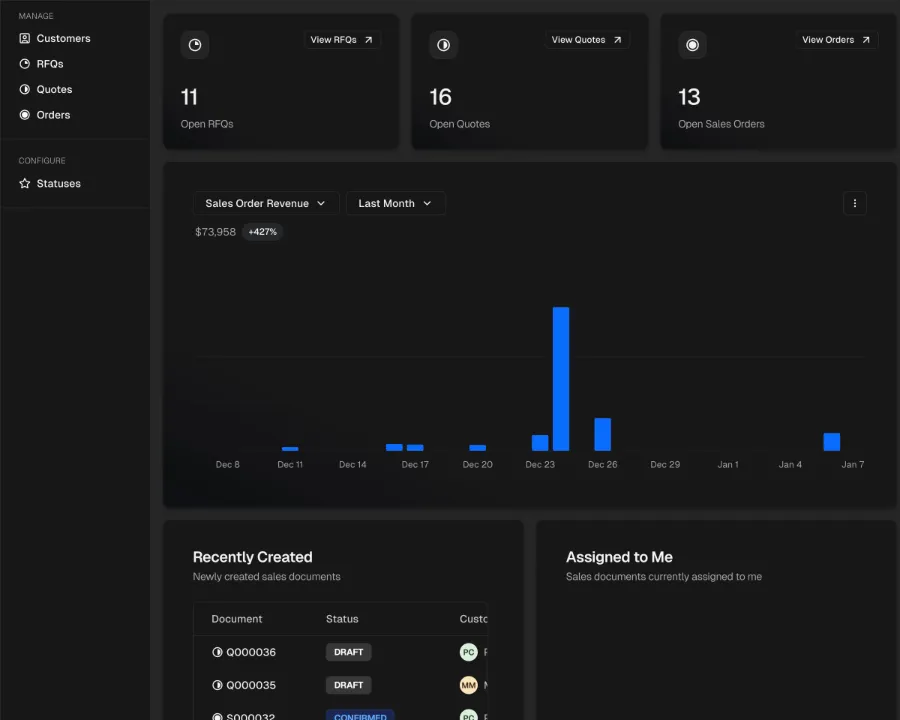 MANAGE
Customers
RFQs
Quotes
Orders
CONFIGURE
Statuses
View RFQs
11
Open RFQs
View Quotes
16
Open Quotes
View Orders
13
Open Sales Orders
Sales Order Revenue
Last Month
$73,958 +427%
Dec 8 Dec 11 Dec 14 Dec 17 Dec 20 Dec 23 Dec 26 Dec 29 Jan 1 Jan 4 Jan 7
Recently Created
Newly created sales documents
Document Status Custo
Q000036 DRAFT PC
Q000035 DRAFT MM
S000032 CONFIRMED PC
Assigned to Me
Sales documents currently assigned to me